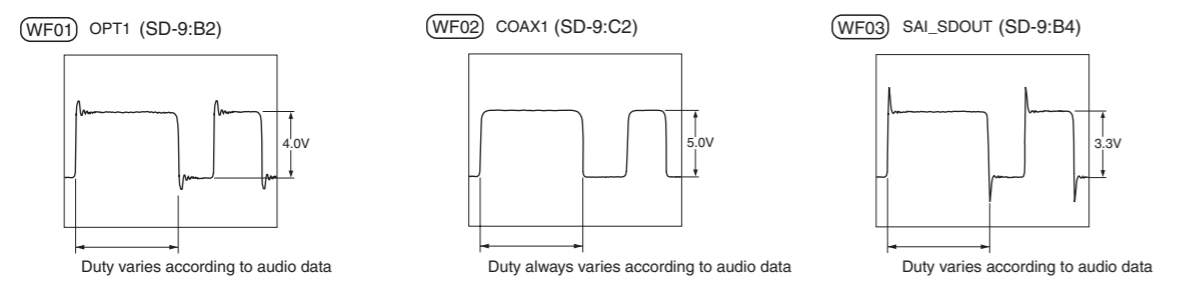 WF01 OPT1 (SD-9:B2)
4.0V
Duty varies according to audio data
WF02 COAX1 (SD-9:C2)
5.0V
Duty always varies according to audio data
WF03 SAI_SDOUT (SD-9:B4)
3.3V
Duty varies according to audio data